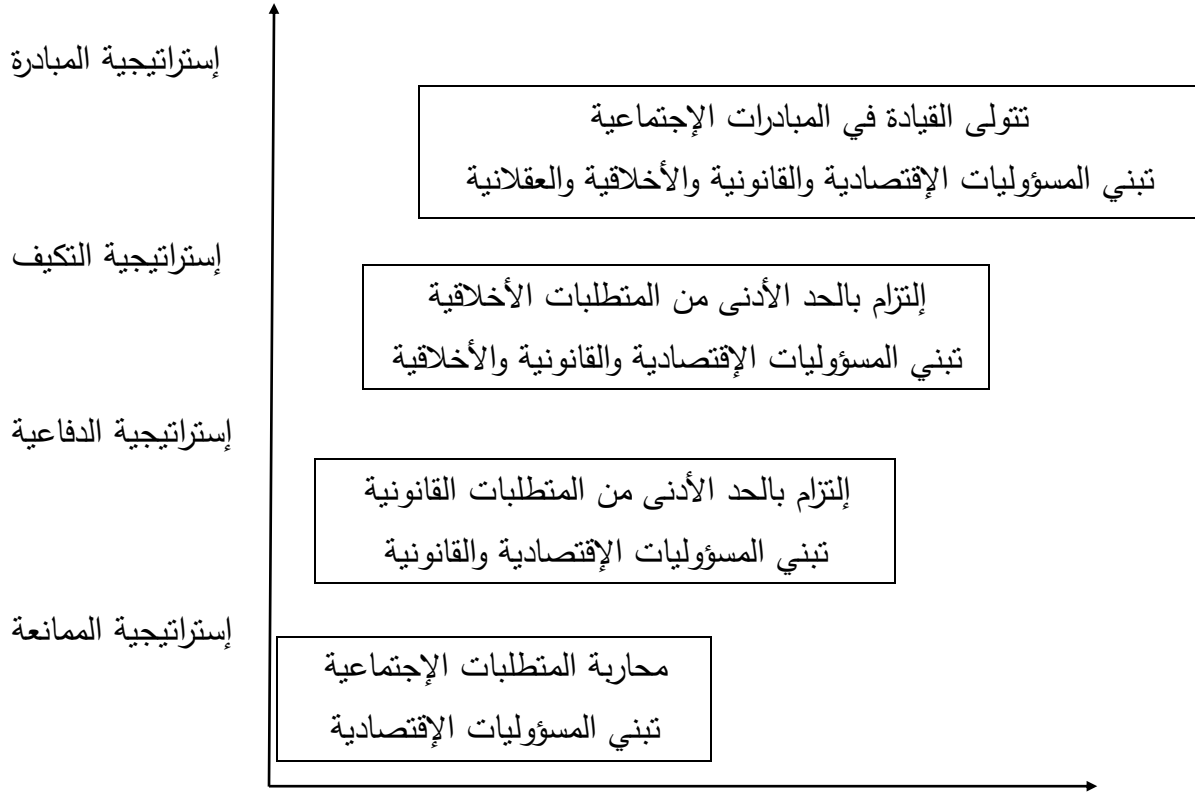 إستراتيجية المبادرة
تتولى القيادة في المبادرات الإجتماعية
تبني المسؤوليات الإقتصادية والقانونية والأخلاقية والعقلانية
إستراتيجية التكيف
إلتزام بالحد الأدنى من المتطلبات الأخلاقية
تبني المسؤوليات الإقتصادية والقانونية والأخلاقية
إستراتيجية الدفاعية
إلتزام بالحد الأدنى من المتطلبات القانونية
تبني المسؤوليات الإقتصادية والقانونية
إستراتيجية الممانعة
محاربة المتطلبات الإجتماعية
تبني المسؤوليات الإقتصادية